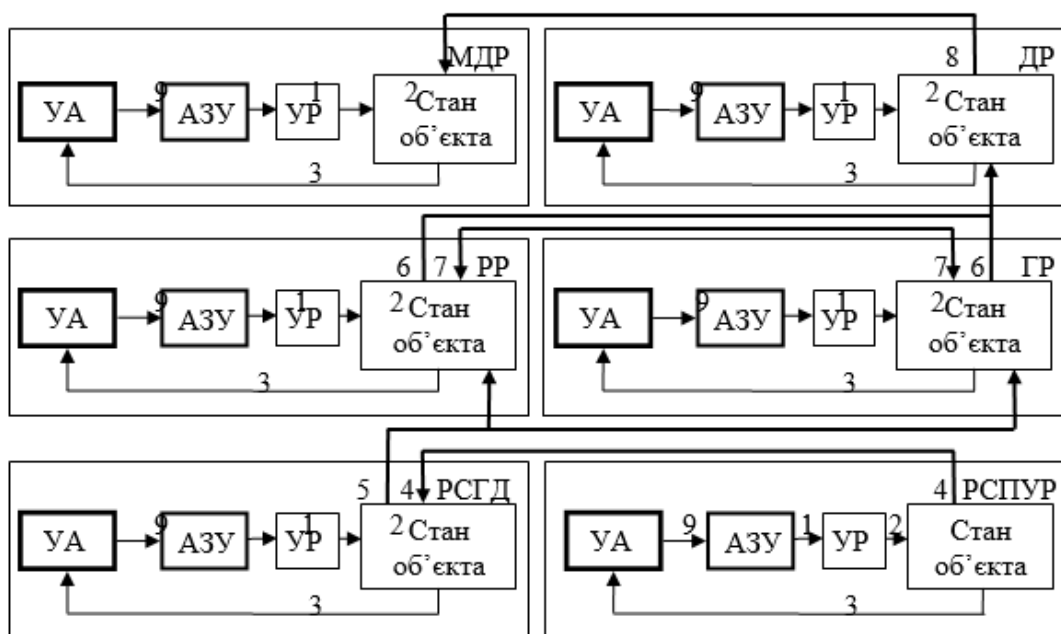 МДР
УА
9
АЗУ
1
УР
2
Стан
об’єкта
3
8
ДР
УА
9
АЗУ
1
УР
2
Стан
об’єкта
3
6
7
РР
УА
9
АЗУ
1
УР
2
Стан
об’єкта
3
7
6
ГР
УА
9
АЗУ
1
УР
2
Стан
об’єкта
3
5
4
РСГД
УА
9
АЗУ
1
УР
2
Стан
об’єкта
3
4
РСПУР
УА
9
АЗУ
1
УР
2
Стан
об’єкта
3